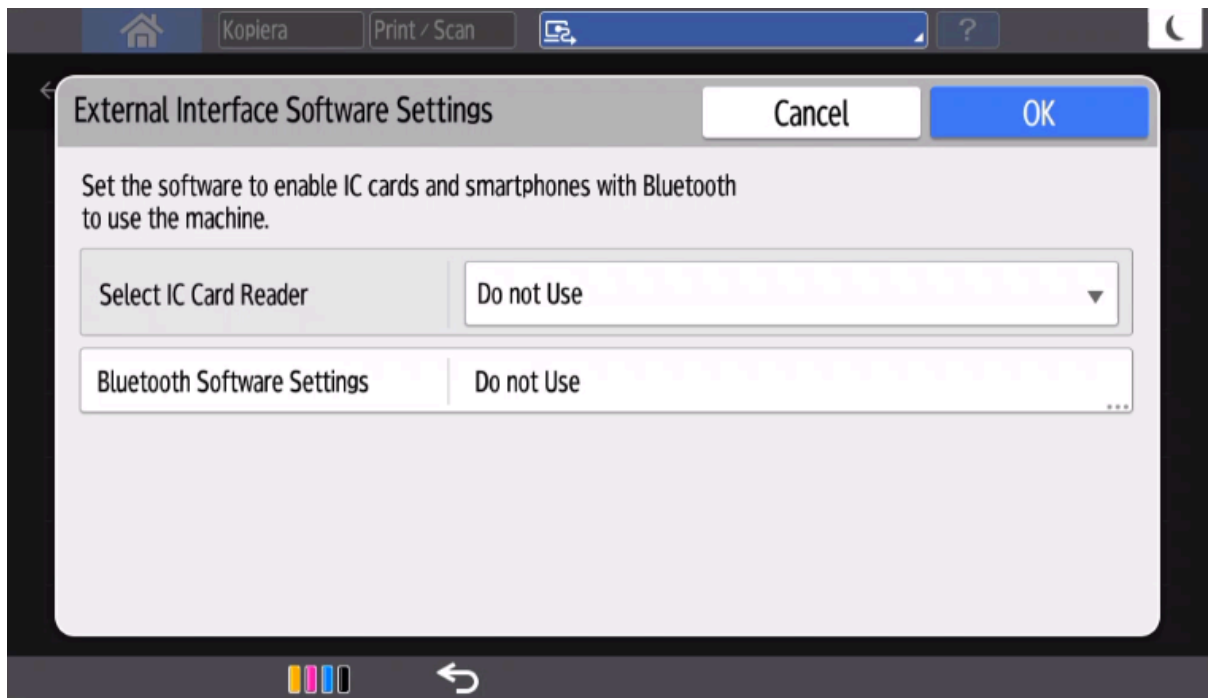 Kopiera
Print / Scan
?
External Interface Software Settings
Cancel
OK
Set the software to enable IC cards and smartphones with Bluetooth
to use the machine.
Select IC Card Reader
Do not Use
Bluetooth Software Settings
Do not Use
...